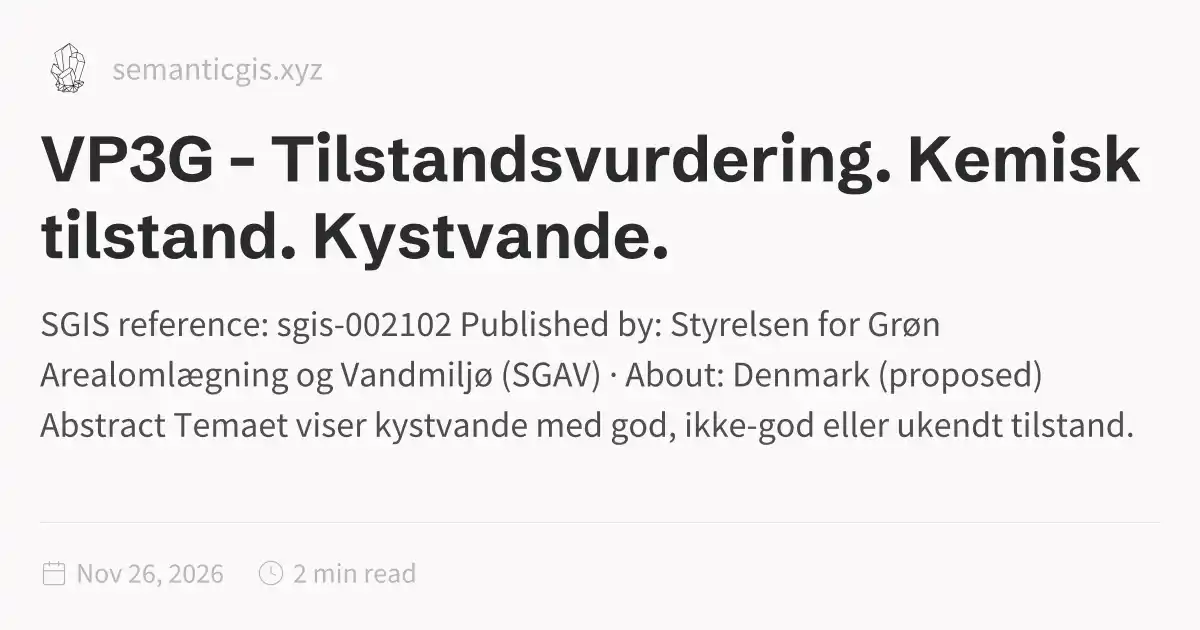 semanticgis.xyz
VP3G - Tilstandsvurdering. Kemisk
tilstand. Kystvande.
SGIS reference: sgis-002102 Published by: Styrelsen for Grøn
Arealomlægning og Vandmiljø (SGAV) · About: Denmark (proposed)
Abstract Temaet viser kystvande med god, ikke-god eller ukendt tilstand.
Nov 26, 2026 2 min read